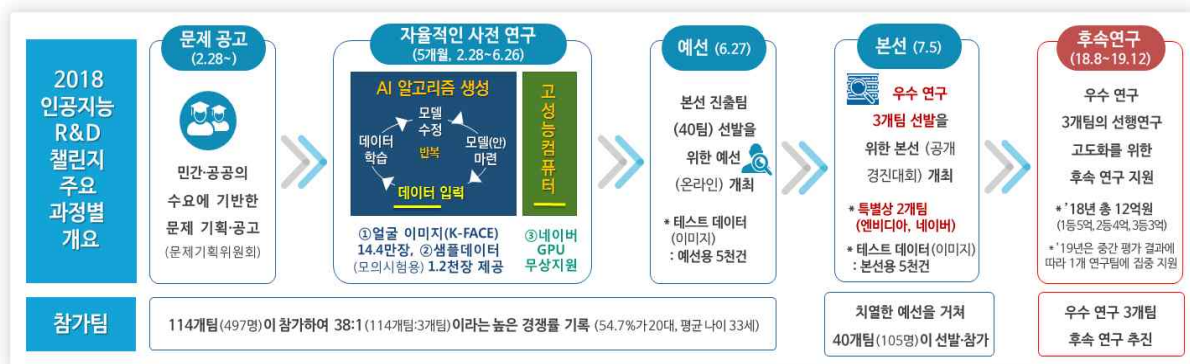 2018
인공지능
R&D
챌린지
주요
과정별
개요
문제 공고
(2.28~)
민간·공공의
수요에 기반한
문제 기획·공고
(문제기획위원회)
자율적인 사전 연구
(5개월, 2.28~6.26)
AI 알고리즘 생성
모델
수정
데이터
학습
반복
모델(안)
마련
데이터 입력
고성능컴퓨터
①얼굴 이미지(K-FACE)
14.4만장, ②샘플데이터
(모의시험용) 1.2천장 제공
③네이버
GPU
무상지원
예선 (6.27)
본선 진출팀
(40팀) 선발을
위한 예선
(온라인) 개최
* 테스트 데이터
(이미지)
: 예선용 5천건
본선 (7.5)
우수 연구
3개팀 선발을
위한 본선 (공개
경진대회) 개최
* 특별상 2개팀
(엔비디아, 네이버)
* 테스트 데이터(이미지)
: 본선용 5천건
후속연구
(18.8~19.12)
우수 연구
3개팀의 선행연구
고도화를 위한
후속 연구 지원
*'18년 총 12억원
(1등5억,2등4억,3등3억)
*'19년은 중간 평가 결과에
따라 1개 연구팀에 집중 지원
참가팀
114개팀(497명)이 참가하여 38:1(114개팀:3개팀)이라는 높은 경쟁률 기록 (54.7%가 20대, 평균 나이 33세)
치열한 예선을 거쳐
40개팀(105명)이 선발·참가
우수 연구 3개팀
후속 연구 추진